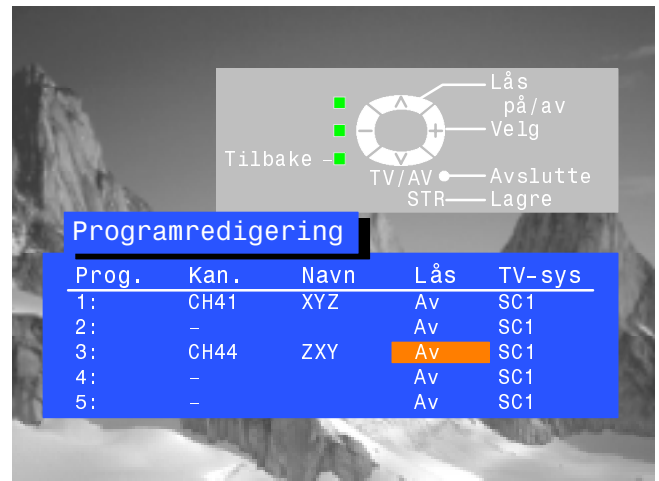 Lås
på/av
Velg
Tilbake
TV/AV Avslutte
STR Lagre
Programredigering
Prog. Kan. Navn Lås TV-sys
1: CH41 XYZ Av SC1
2: – Av SC1
3: CH44 ZXY Av SC1
4: – Av SC1
5: – Av SC1